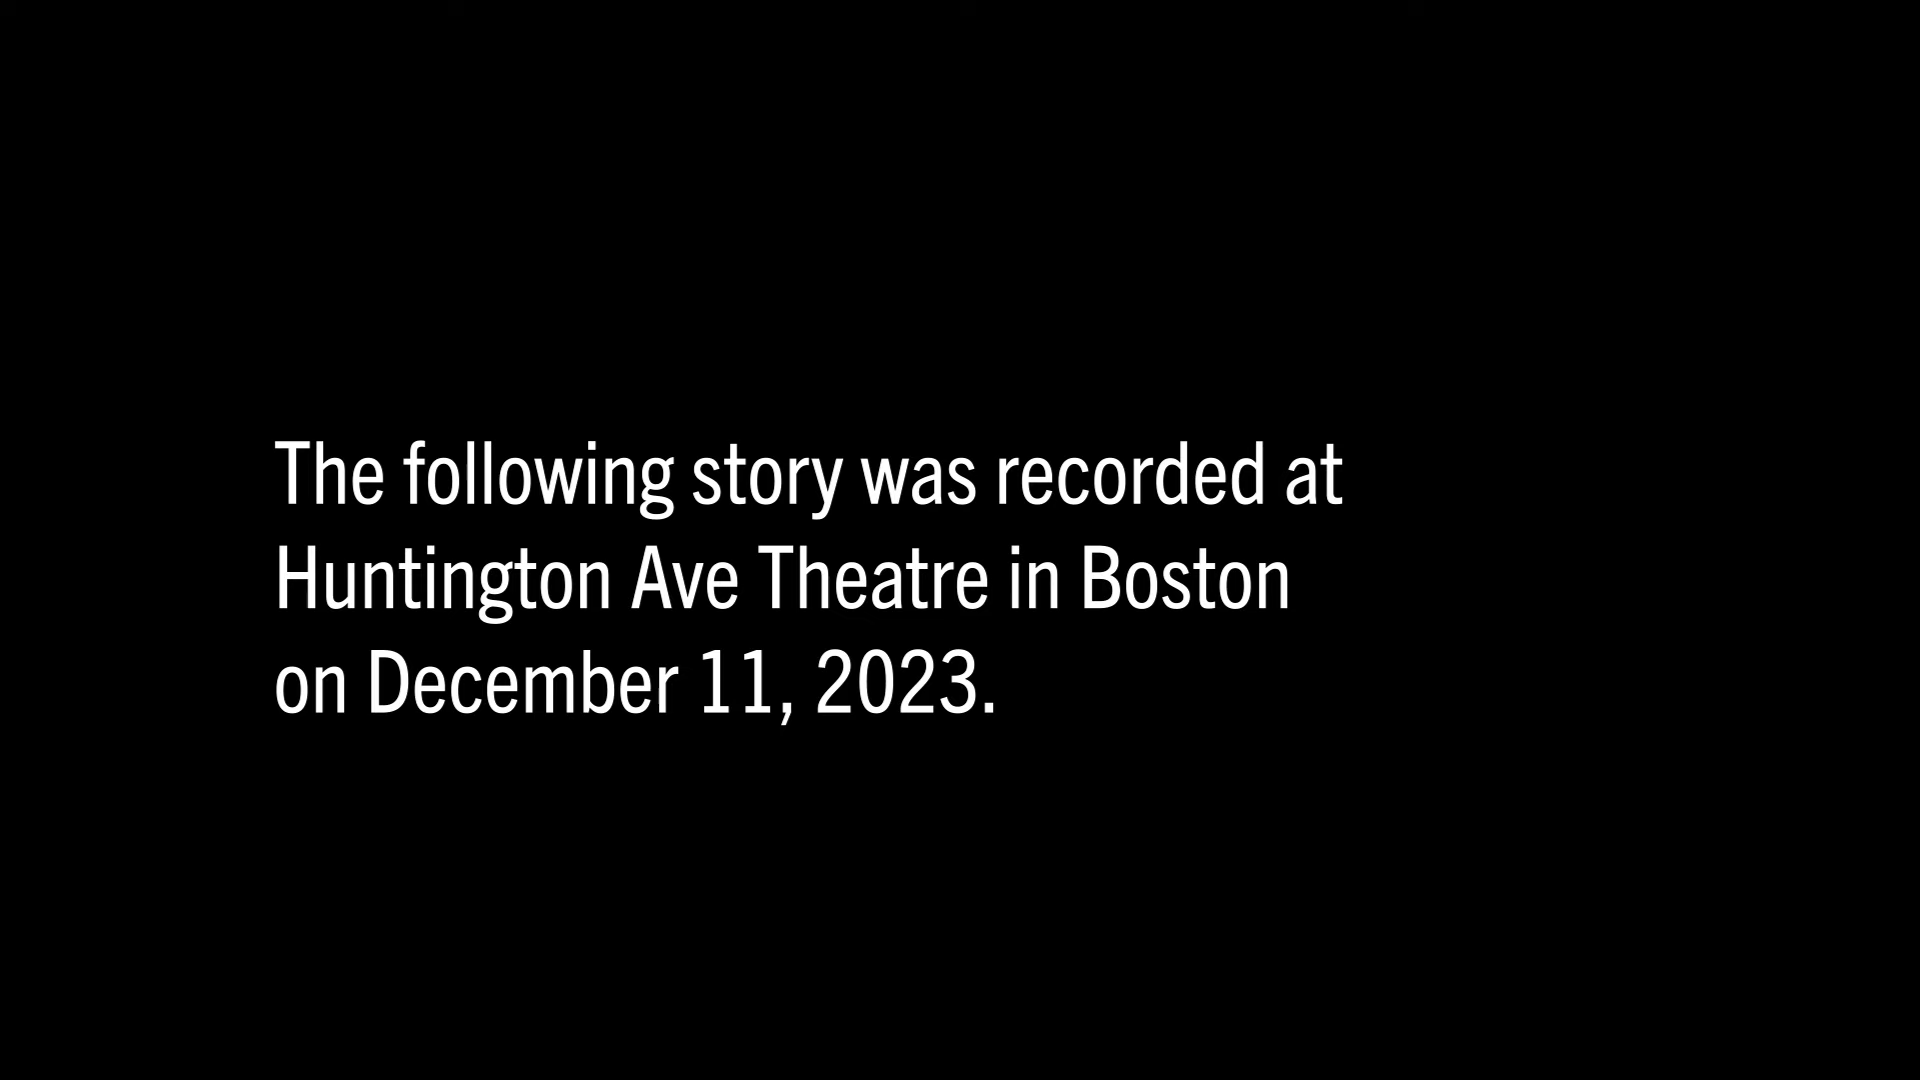 The following story was recorded at
Huntington Ave Theatre in Boston
on December 11, 2023.